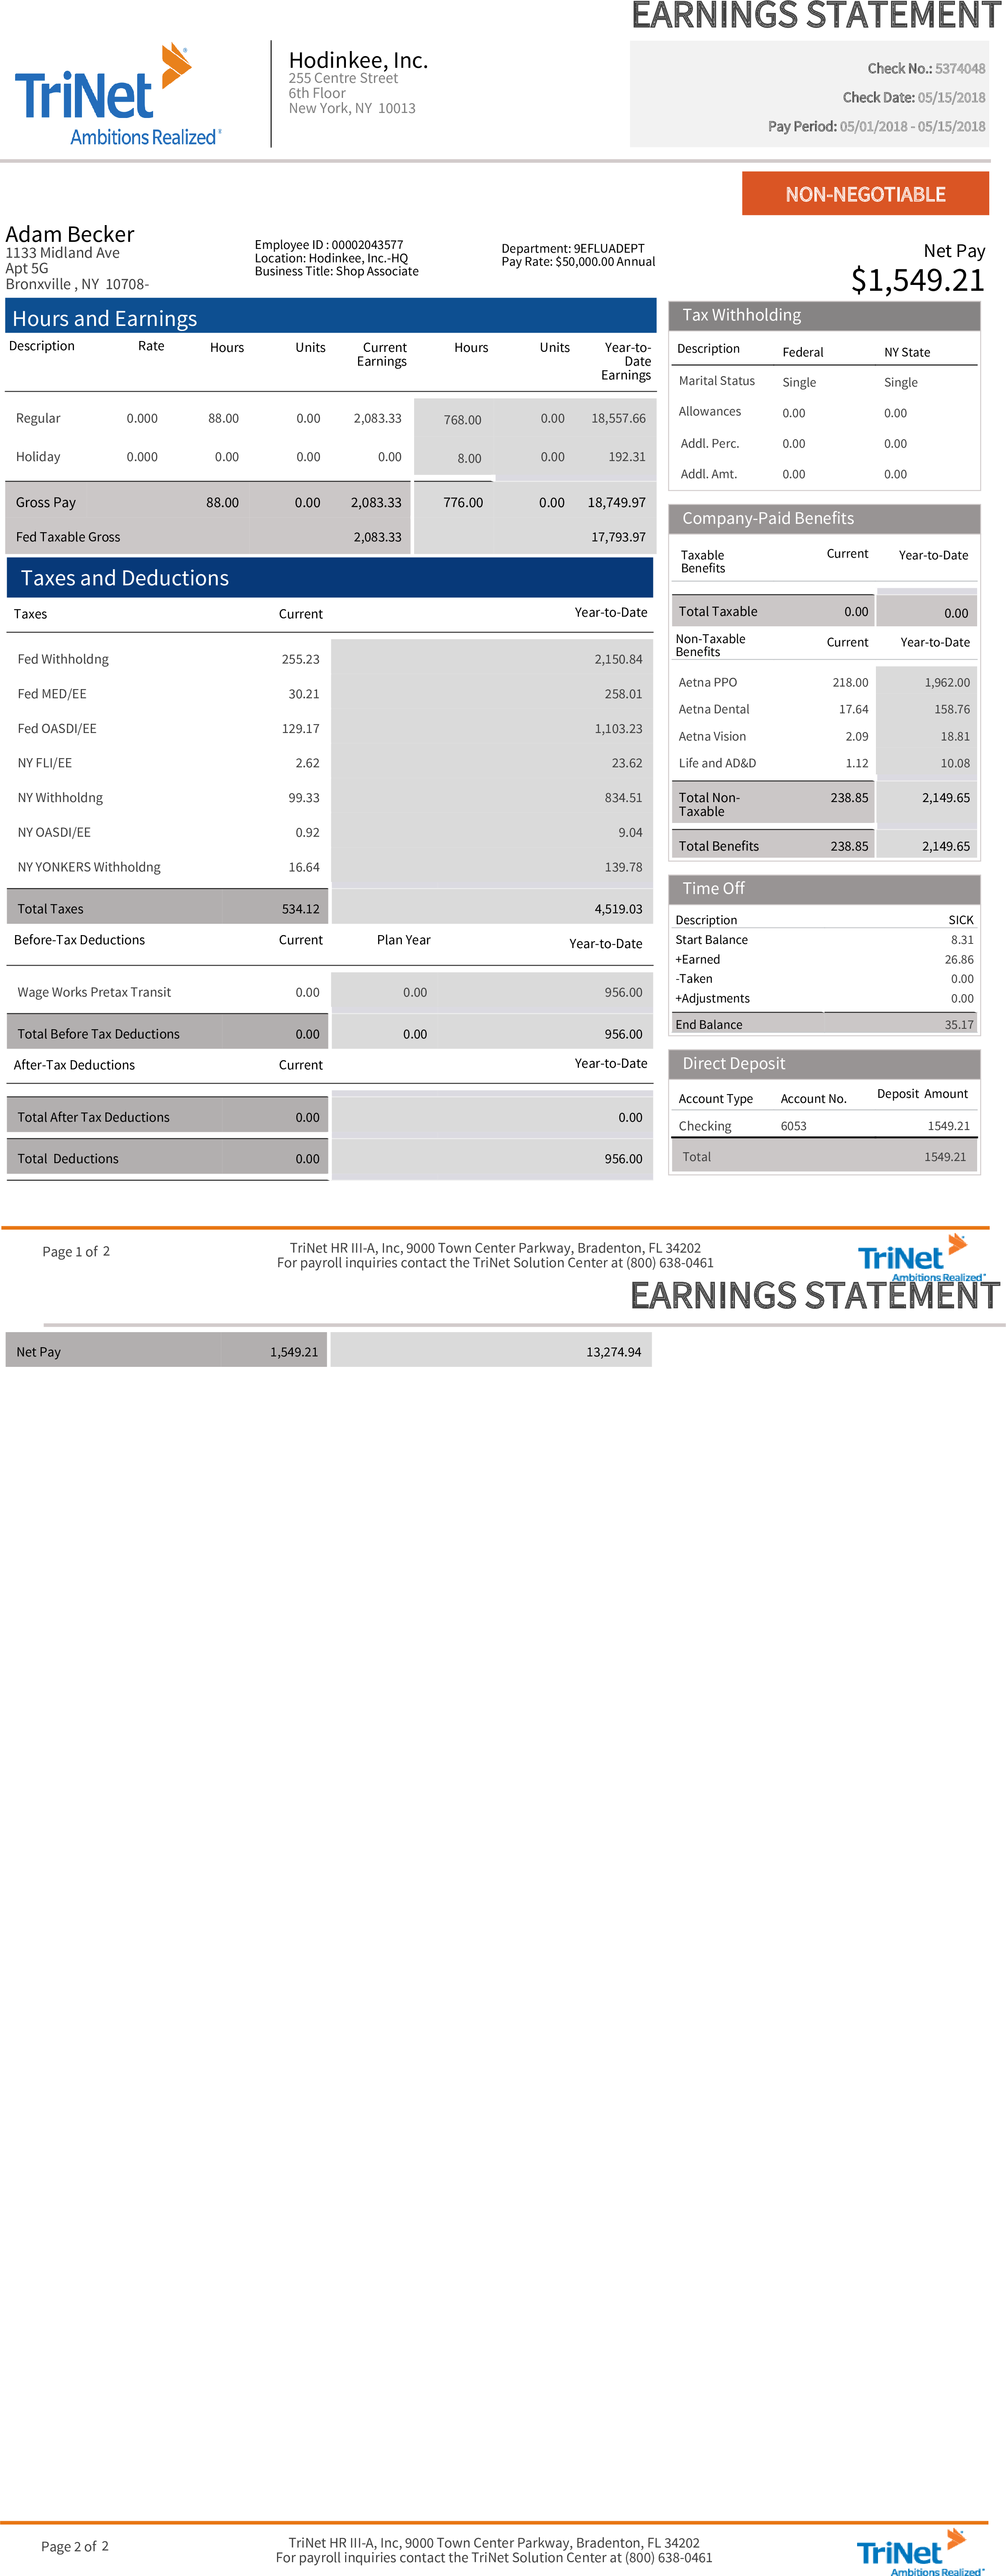 EARNINGS STATEMENT
TriNet
Ambitions Realized
Hodinkee, Inc.
255 Centre Street
6th Floor
New York, NY 10013
Check No.: 5374048
Check Date: 05/15/2018
Pay Period: 05/01/2018 - 05/15/2018
NON-NEGOTIABLE
Adam Becker
1133 Midland Ave
Apt 5G
Bronxville , NY 10708-
Employee ID : 00002043577
Location: Hodinkee, Inc.-HQ
Business Title: Shop Associate
Department: 9EFLUADEPT
Pay Rate: $50,000.00 Annual
Net Pay
$1,549.21
Hours and Earnings
Description Rate Hours Units Current Earnings Hours Units Year-to-Date Earnings
Regular 0.000 88.00 0.00 2,083.33 768.00 0.00 18,557.66
Holiday 0.000 0.00 0.00 0.00 8.00 0.00 192.31
Gross Pay 88.00 0.00 2,083.33 776.00 0.00 18,749.97
Fed Taxable Gross 2,083.33 17,793.97
Taxes and Deductions
Taxes Current Year-to-Date
Fed Withholdng 255.23 2,150.84
Fed MED/EE 30.21 258.01
Fed OASDI/EE 129.17 1,103.23
NY FLI/EE 2.62 23.62
NY Withholdng 99.33 834.51
NY OASDI/EE 0.92 9.04
NY YONKERS Withholdng 16.64 139.78
Total Taxes 534.12 4,519.03
Before-Tax Deductions Current Plan Year Year-to-Date
Wage Works Pretax Transit 0.00 0.00 956.00
Total Before Tax Deductions 0.00 0.00 956.00
After-Tax Deductions Current Year-to-Date
Total After Tax Deductions 0.00 0.00
Total Deductions 0.00 956.00
Tax Withholding
Description Federal NY State
Marital Status Single Single
Allowances 0.00 0.00
Addl. Perc. 0.00 0.00
Addl. Amt. 0.00 0.00
Company-Paid Benefits
Taxable Benefits Current Year-to-Date
Total Taxable 0.00 0.00
Non-Taxable Benefits Current Year-to-Date
Aetna PPO 218.00 1,962.00
Aetna Dental 17.64 158.76
Aetna Vision 2.09 18.81
Life and AD&D 1.12 10.08
Total Non-Taxable 238.85 2,149.65
Total Benefits 238.85 2,149.65
Time Off
Description SICK
Start Balance 8.31
+Earned 26.86
-Taken 0.00
+Adjustments 0.00
End Balance 35.17
Direct Deposit
Account Type Account No. Deposit Amount
Checking 6053 1549.21
Total 1549.21
Page 1 of 2
TriNet HR III-A, Inc, 9000 Town Center Parkway, Bradenton, FL 34202
For payroll inquiries contact the TriNet Solution Center at (800) 638-0461
TriNet
Ambitions Realized
EARNINGS STATEMENT
Net Pay 1,549.21 13,274.94
Page 2 of 2
TriNet HR III-A, Inc, 9000 Town Center Parkway, Bradenton, FL 34202
For payroll inquiries contact the TriNet Solution Center at (800) 638-0461
TriNet
Ambitions Realized